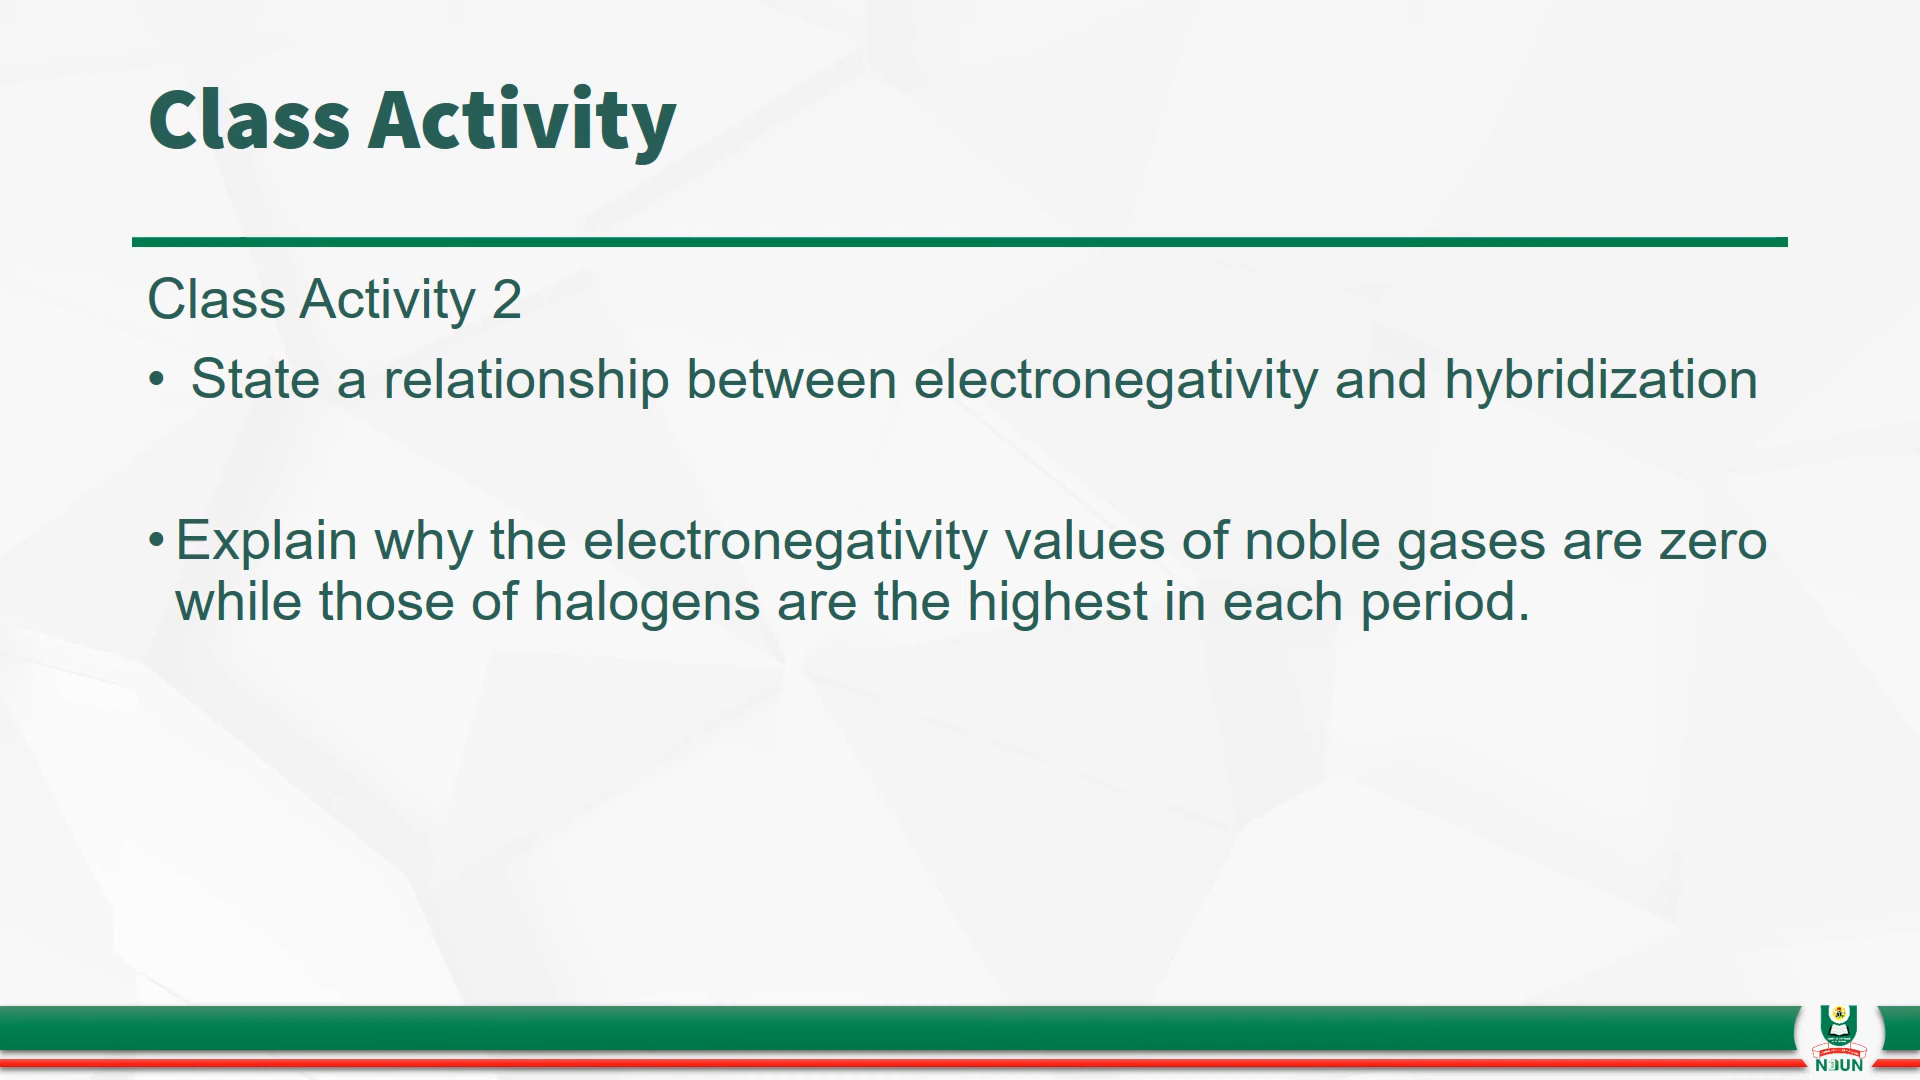 Class Activity
Class Activity 2
• State a relationship between electronegativity and hybridization
• Explain why the electronegativity values of noble gases are zero
while those of halogens are the highest in each period.